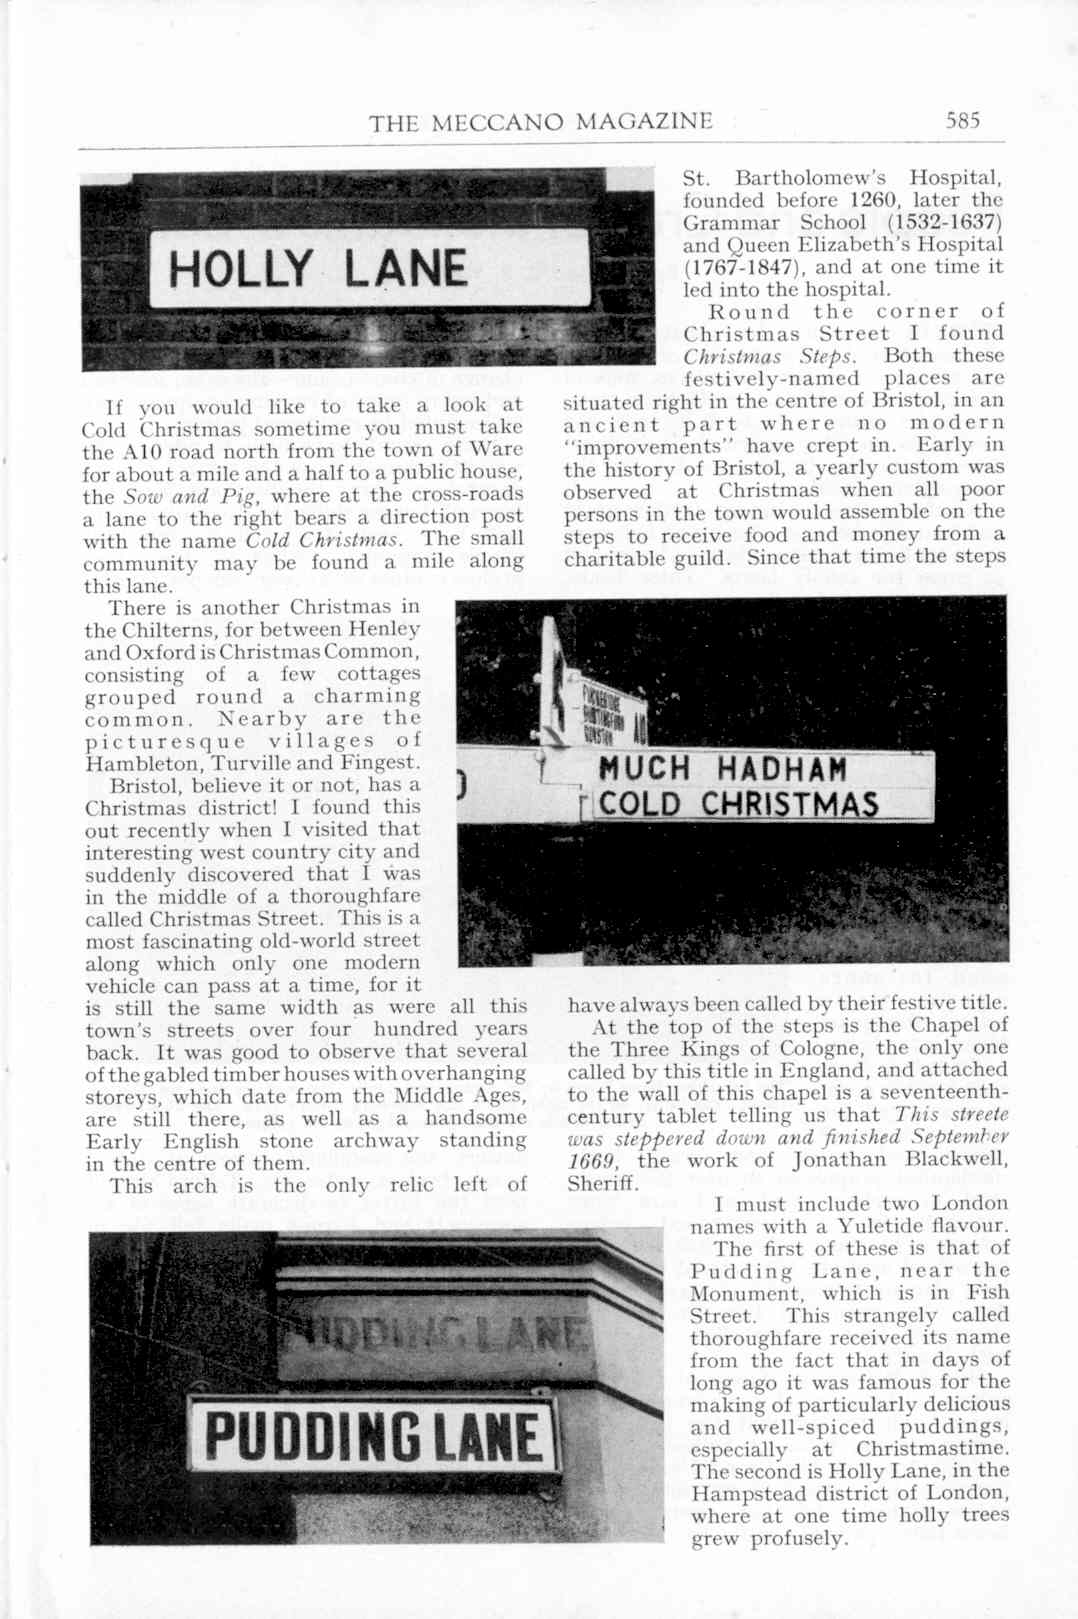 THE MECCANO MAGAZINE
585
HOLLY LANE
If you would like to take a look at
Cold Christmas sometime you must take
the A10 road north from the town of Ware
for about a mile and a half to a public house,
the Sow and Pig, where at the cross-roads
a lane to the right bears a direction post
with the name Cold Christmas. The small
community may be found a mile along
this lane.
There is another Christmas in
the Chilterns, for between Henley
and Oxford is Christmas Common,
consisting of a few cottages
grouped round a charming
common. Nearby are the
picturesque villages of
Hambleton, Turville and Fingest.
Bristol, believe it or not, has a
Christmas district! I found this
out recently when I visited that
interesting west country city and
suddenly discovered that I was
in the middle of a thoroughfare
called Christmas Street. This is a
most fascinating old-world street
along which only one modern
vehicle can pass at a time, for it
is still the same width as were all this
town's streets over four hundred years
back. It was good to observe that several
of the gabled timber houses with overhanging
storeys, which date from the Middle Ages,
are still there, as well as a handsome
Early English stone archway standing
in the centre of them.
This arch is the only relic left of
PUDDING LANE
PUDDING LANE
St. Bartholomew's Hospital,
founded before 1260, later the
Grammar School (1532-1637)
and Queen Elizabeth's Hospital
(1767-1847), and at one time it
led into the hospital.
Round the corner of
Christmas Street I found
Christmas Steps. Both these
festively-named places are
situated right in the centre of Bristol, in an
ancient part where no modern
"improvements" have crept in. Early in
the history of Bristol, a yearly custom was
observed at Christmas when all poor
persons in the town would assemble on the
steps to receive food and money from a
charitable guild. Since that time the steps
A10
MUCH HADHAM
COLD CHRISTMAS
have always been called by their festive title.
At the top of the steps is the Chapel of
the Three Kings of Cologne, the only one
called by this title in England, and attached
to the wall of this chapel is a seventeenth-
century tablet telling us that This streete
was steppered down and finished September
1669, the work of Jonathan Blackwell,
Sheriff.
I must include two London
names with a Yuletide flavour.
The first of these is that of
Pudding Lane, near the
Monument, which is in Fish
Street. This strangely called
thoroughfare received its name
from the fact that in days of
long ago it was famous for the
making of particularly delicious
and well-spiced puddings,
especially at Christmastime.
The second is Holly Lane, in the
Hampstead district of London,
where at one time holly trees
grew profusely.